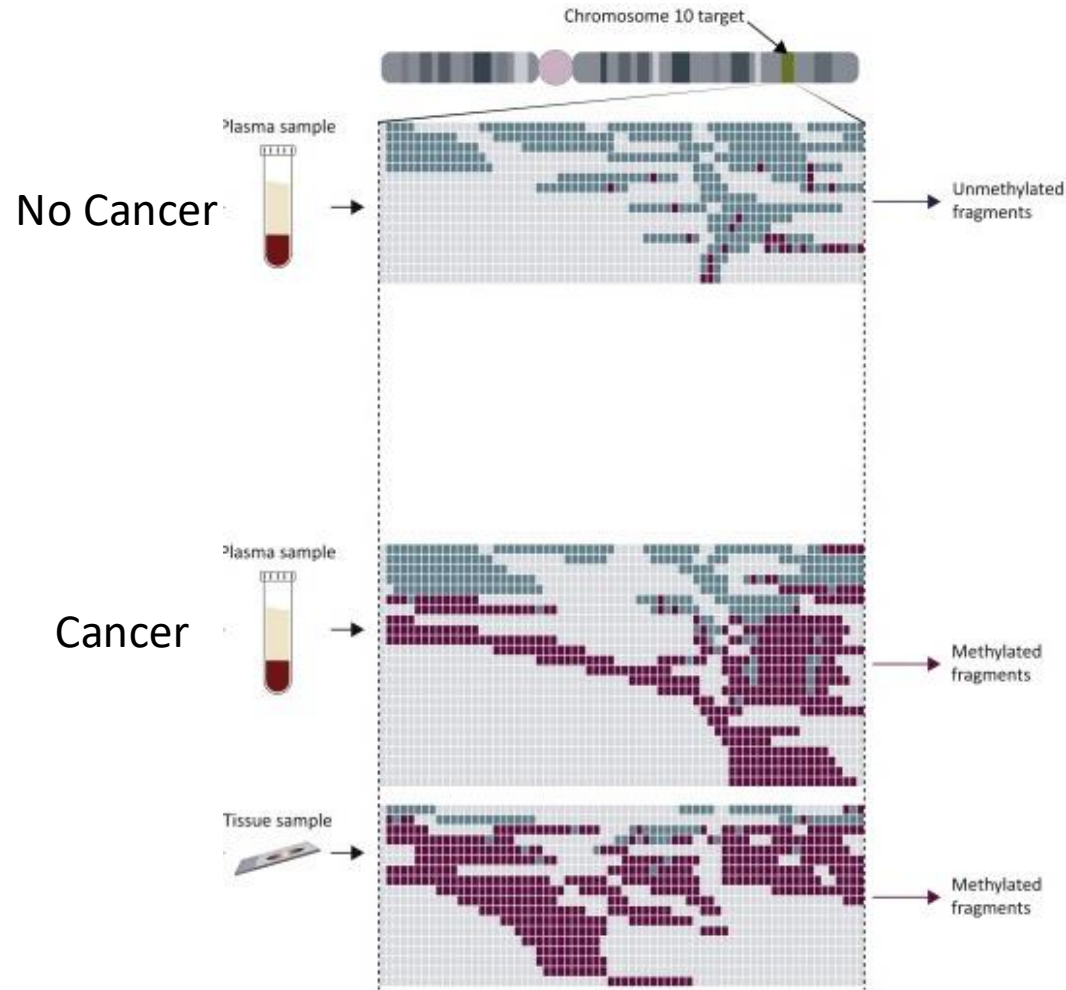 Chromosome 10 target
Plasma sample
No Cancer
Unmethylated
fragments
Plasma sample
Cancer
Methylated
fragments
Tissue sample
Methylated
fragments